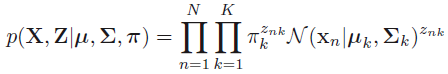 p(X, Z|μ, Σ, π) = ∏_{n=1}^{N} ∏_{k=1}^{K} π_k^{z_{nk}} 𝒩(x_n|μ_k, Σ_k)^{z_{nk}}